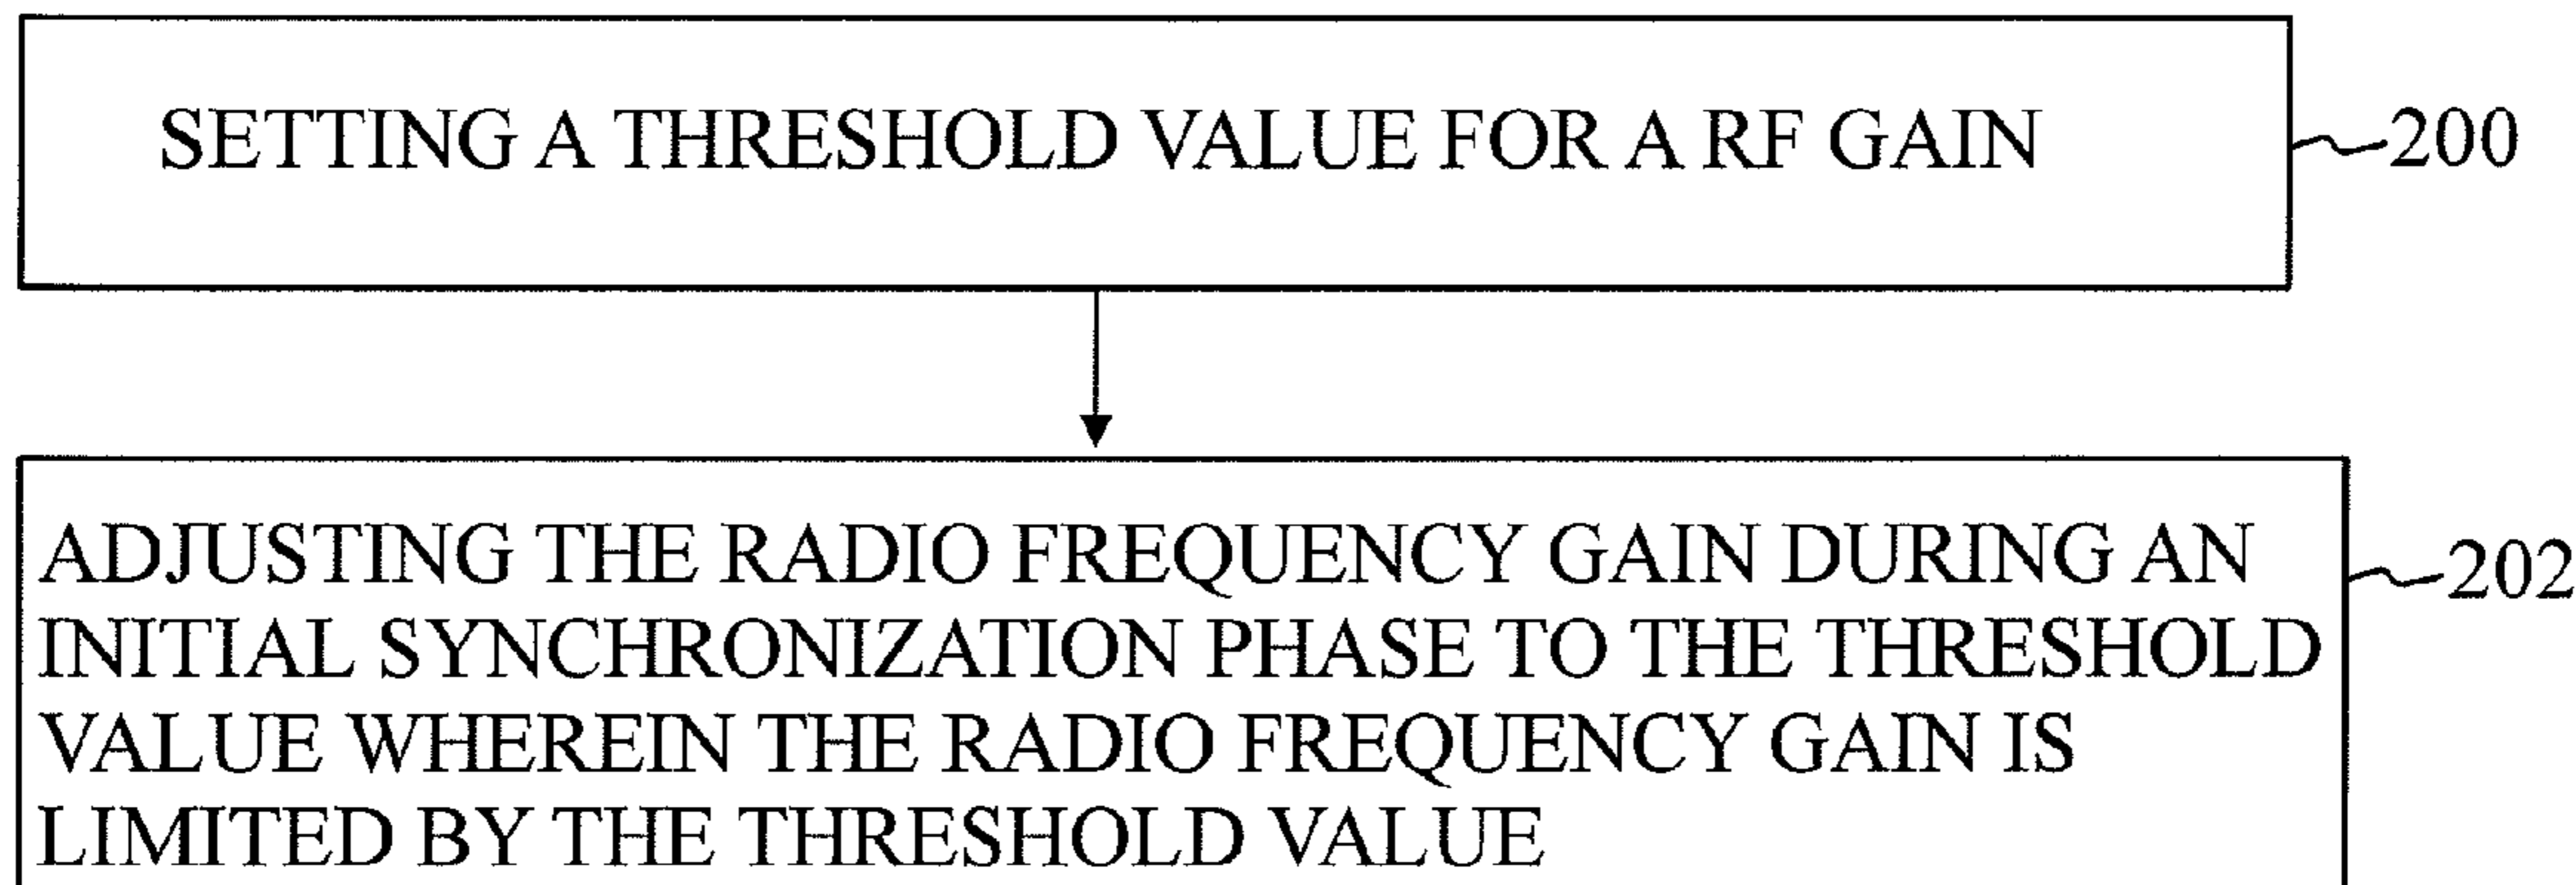 SETTING A THRESHOLD VALUE FOR A RF GAIN
200
ADJUSTING THE RADIO FREQUENCY GAIN DURING AN
INITIAL SYNCHRONIZATION PHASE TO THE THRESHOLD
VALUE WHEREIN THE RADIO FREQUENCY GAIN IS
LIMITED BY THE THRESHOLD VALUE
202